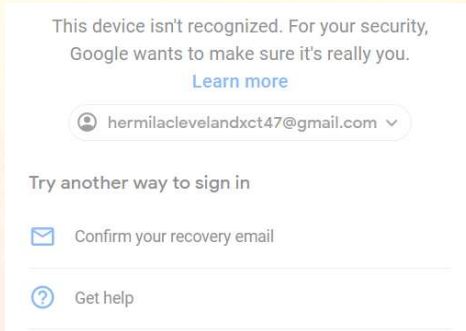 This device isn't recognized. For your security,
Google wants to make sure it's really you.
Learn more
hermilaclevelandxct47@gmail.com
Try another way to sign in
Confirm your recovery email
Get help